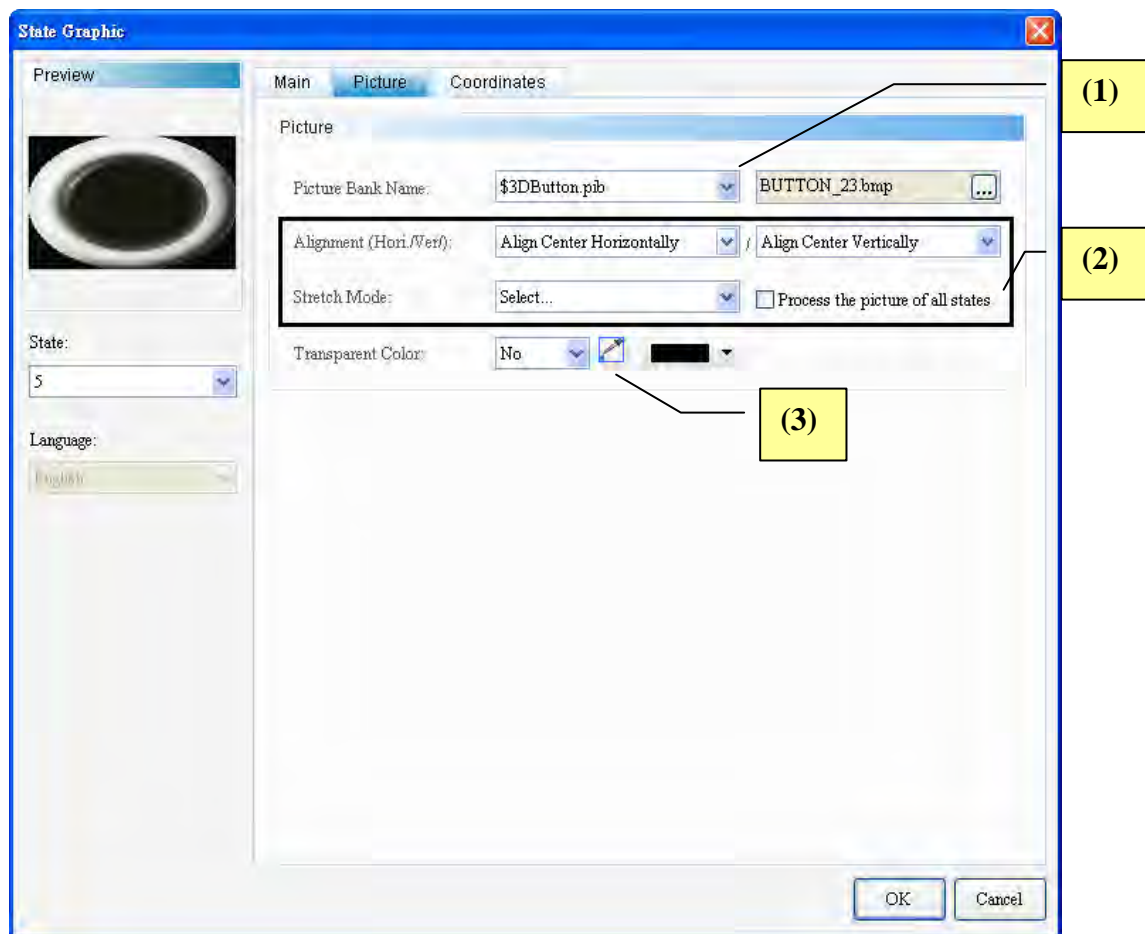 State Graphic
Preview
Main Picture Coordinates
(1)
Picture
Picture Bank Name: $3DButton.pib BUTTON_23.bmp ...
Alignment (Hori./Vert/): Align Center Horizontally / Align Center Vertically
(2)
Stretch Mode: Select... Process the picture of all states
State:
Transparent Color: No
5
(3)
Language:
English
OK Cancel